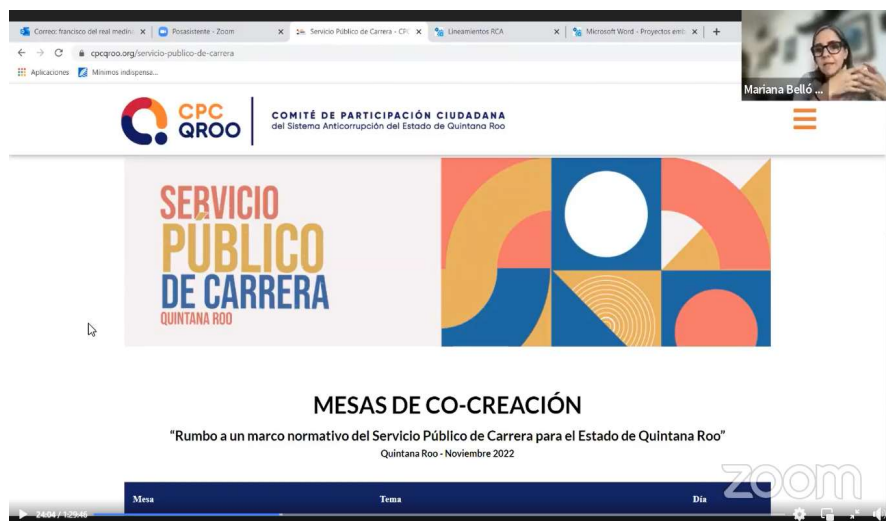 Correo: francisco del real medin
Posasistente - Zoom
Servicio Público de Carrera - CPC
Lineamientos RCA
Microsoft Word - Proyectos emb
cpcqroo.org/servicio-publico-de-carrera
Aplicaciones
Mínimos indispensa...
Mariana Belló ...
CPC
QROO
COMITÉ DE PARTICIPACIÓN CIUDADANA
del Sistema Anticorrupción del Estado de Quintana Roo
SERVICIO
PÚBLICO
DE CARRERA
QUINTANA ROO
MESAS DE CO-CREACIÓN
“Rumbo a un marco normativo del Servicio Público de Carrera para el Estado de Quintana Roo”
Quintana Roo - Noviembre 2022
Mesa Tema Día
zoom
24:04 / 1:29:46